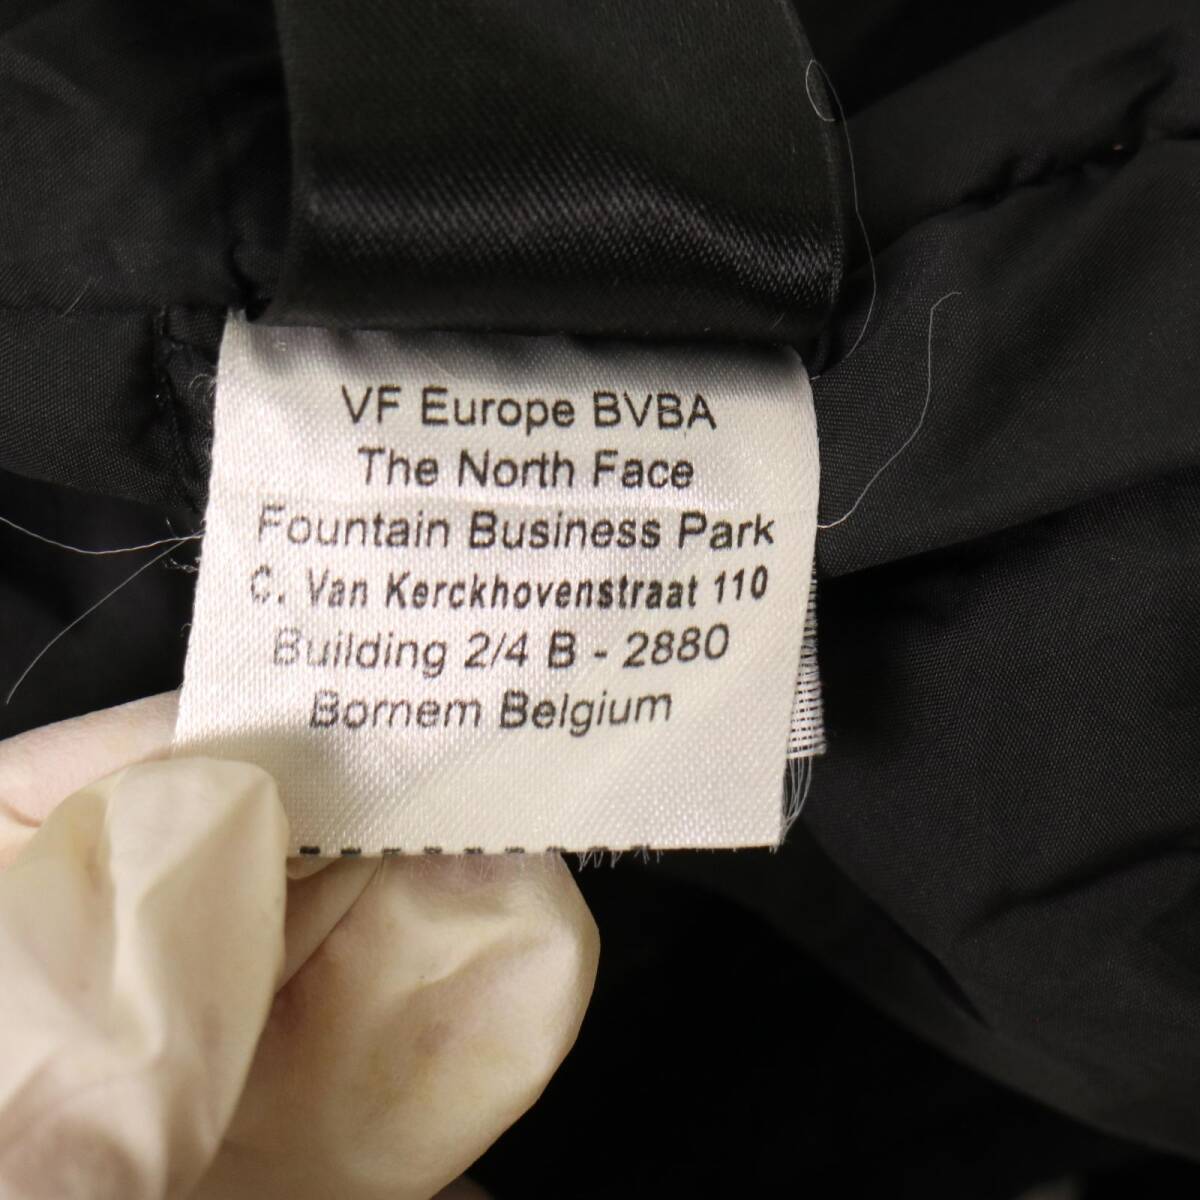 VF Europe BVBA
The North Face
Fountain Business Park
C. Van Kerckhovenstraat 110
Building 2/4 B - 2880
Bornem Belgium